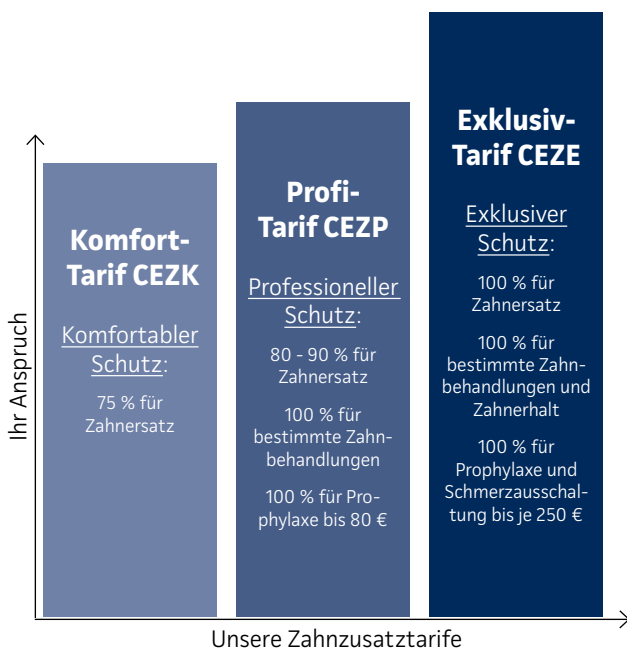 Ihr Anspruch
Komfort-
Tarif CEZK
Komfortabler
Schutz:
75 % für
Zahnersatz
Profi-
Tarif CEZP
Professioneller
Schutz:
80 - 90 % für
Zahnersatz
100 % für
bestimmte Zahn-
behandlungen
100 % für Pro-
phylaxe bis 80 €
Exklusiv-
Tarif CEZE
Exklusiver
Schutz:
100 % für
Zahnersatz
100 % für
bestimmte Zahn-
behandlungen und
Zahnerhalt
100 % für
Prophylaxe und
Schmerzausschal-
tung bis je 250 €
Unsere Zahnzusatztarife